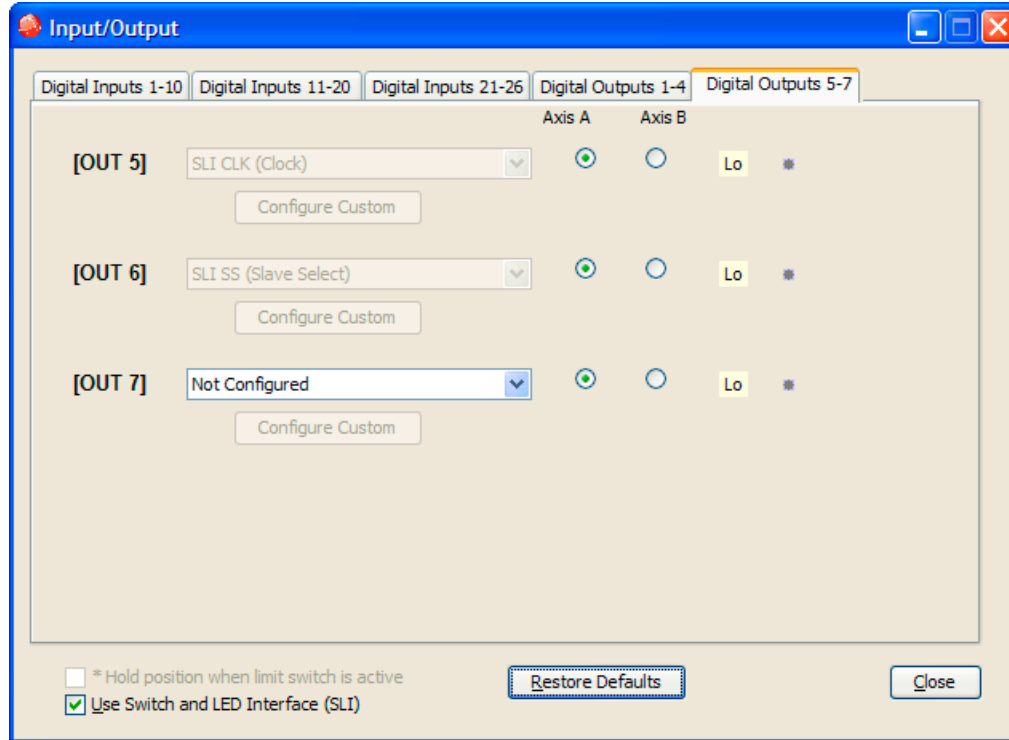 Input/Output
Digital Inputs 1-10 Digital Inputs 11-20 Digital Inputs 21-26 Digital Outputs 1-4 Digital Outputs 5-7
Axis A Axis B
[OUT 5] SLI CLK (Clock) Lo
Configure Custom
[OUT 6] SLI SS (Slave Select) Lo
Configure Custom
[OUT 7] Not Configured Lo
Configure Custom
* Hold position when limit switch is active
Restore Defaults Close
Use Switch and LED Interface (SLI)